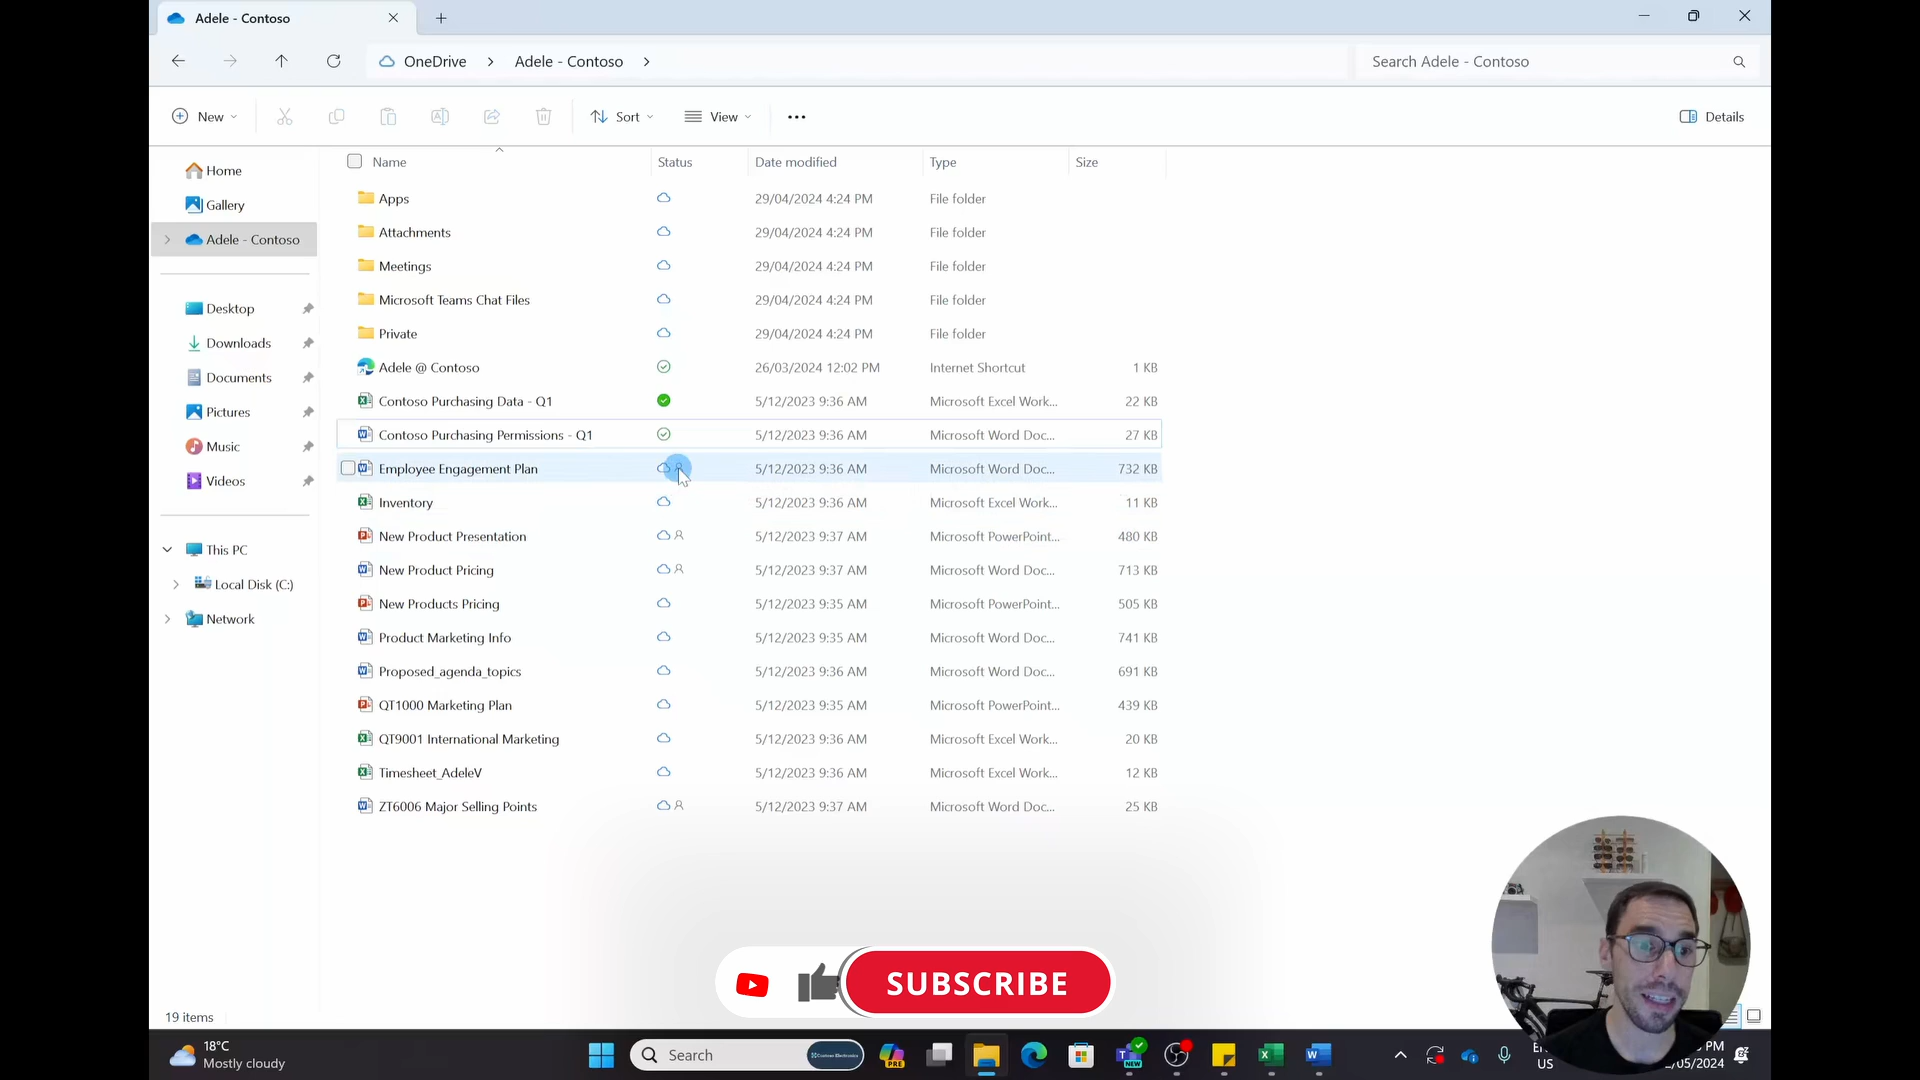 Adele - Contoso
OneDrive Adele - Contoso
Search Adele - Contoso
New
Sort
View
Details
Home
Gallery
Adele - Contoso
Desktop
Downloads
Documents
Pictures
Music
Videos
This PC
Local Disk (C:)
Network
Name Status Date modified Type Size
Apps 29/04/2024 4:24 PM File folder
Attachments 29/04/2024 4:24 PM File folder
Meetings 29/04/2024 4:24 PM File folder
Microsoft Teams Chat Files 29/04/2024 4:24 PM File folder
Private 29/04/2024 4:24 PM File folder
Adele @ Contoso 26/03/2024 12:02 PM Internet Shortcut 1 KB
Contoso Purchasing Data - Q1 5/12/2023 9:36 AM Microsoft Excel Work... 22 KB
Contoso Purchasing Permissions - Q1 5/12/2023 9:36 AM Microsoft Word Doc... 27 KB
Employee Engagement Plan 5/12/2023 9:36 AM Microsoft Word Doc... 732 KB
Inventory 5/12/2023 9:36 AM Microsoft Excel Work... 11 KB
New Product Presentation 5/12/2023 9:37 AM Microsoft PowerPoint... 480 KB
New Product Pricing 5/12/2023 9:37 AM Microsoft Word Doc... 713 KB
New Products Pricing 5/12/2023 9:35 AM Microsoft PowerPoint... 505 KB
Product Marketing Info 5/12/2023 9:35 AM Microsoft Word Doc... 741 KB
Proposed_agenda_topics 5/12/2023 9:36 AM Microsoft Word Doc... 691 KB
QT1000 Marketing Plan 5/12/2023 9:35 AM Microsoft PowerPoint... 439 KB
QT9001 International Marketing 5/12/2023 9:36 AM Microsoft Excel Work... 20 KB
Timesheet_AdeleV 5/12/2023 9:36 AM Microsoft Excel Work... 12 KB
ZT6006 Major Selling Points 5/12/2023 9:37 AM Microsoft Word Doc... 25 KB
SUBSCRIBE
19 items
18°C
Mostly cloudy
Search
Contoso Electronics
PRE
NEW
US
PM
/05/2024